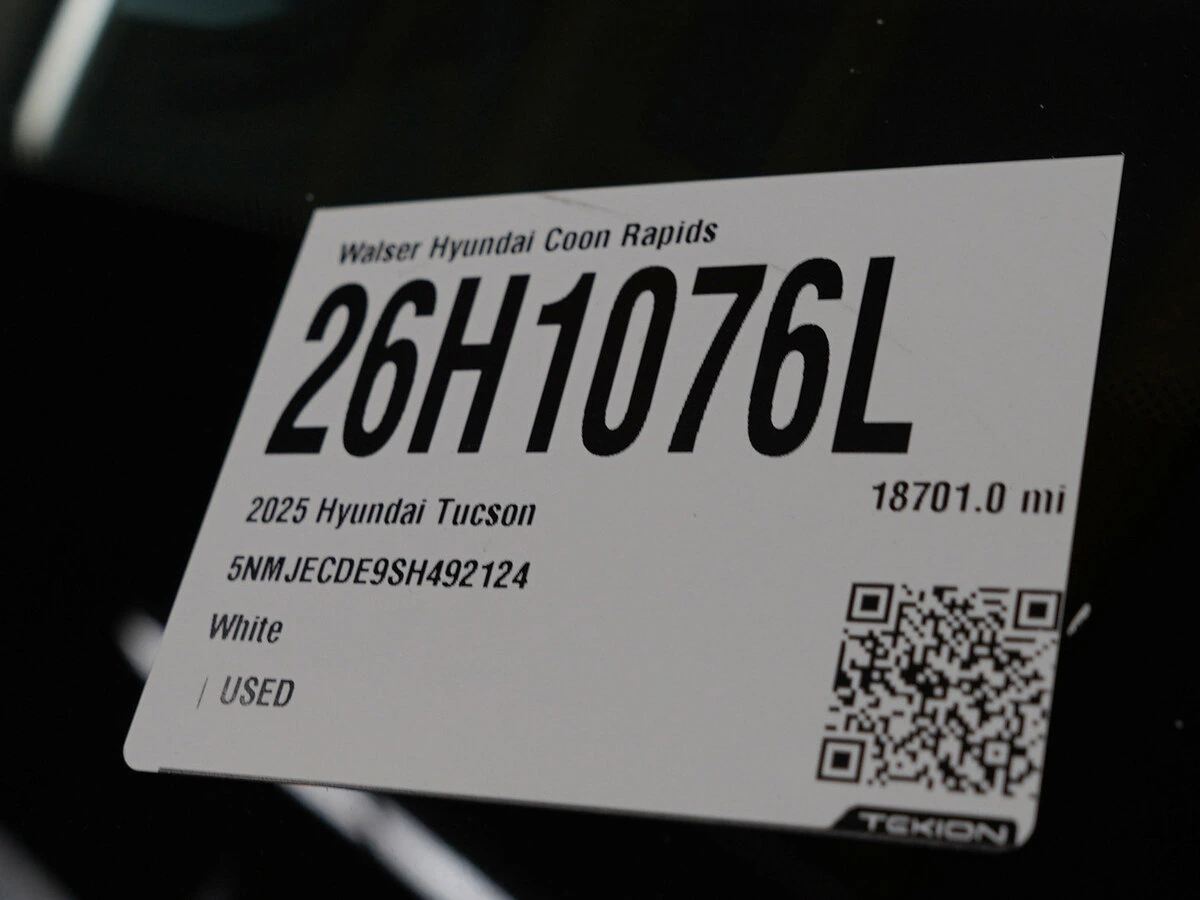 Walser Hyundai Coon Rapids
26H1076L
18701.0 mi
2025 Hyundai Tucson
5NMJECDE9SH492124
White
| USED
TEKION